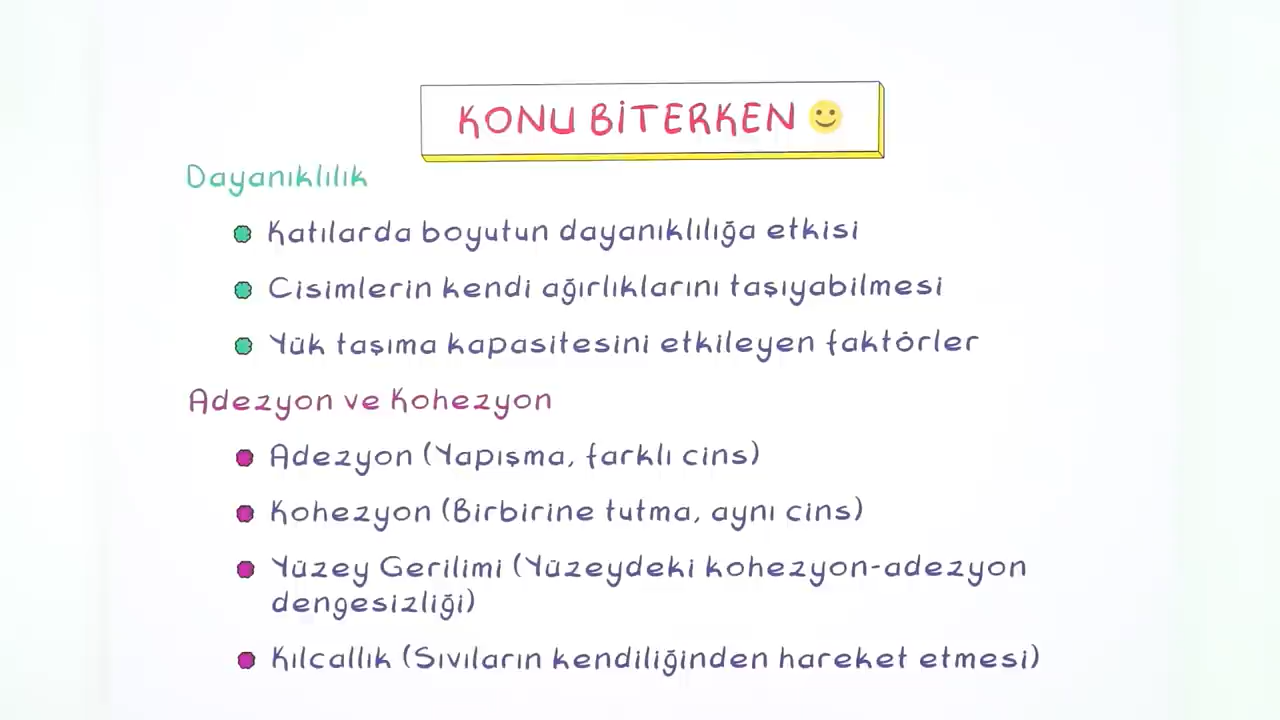 KONU BİTERKEN
Dayanıklılık
Katılarda boyutun dayanıklılığa etkisi
Cisimlerin kendi ağırlıklarını taşıyabilmesi
Yük taşıma kapasitesini etkileyen faktörler
Adezyon ve Kohezyon
Adezyon (Yapışma, farklı cins)
Kohezyon (Birbirine tutma, aynı cins)
Yüzey Gerilimi (Yüzeydeki kohezyon-adezyon
dengesizliği)
Kılcallık (Sıvıların kendiliğinden hareket etmesi)